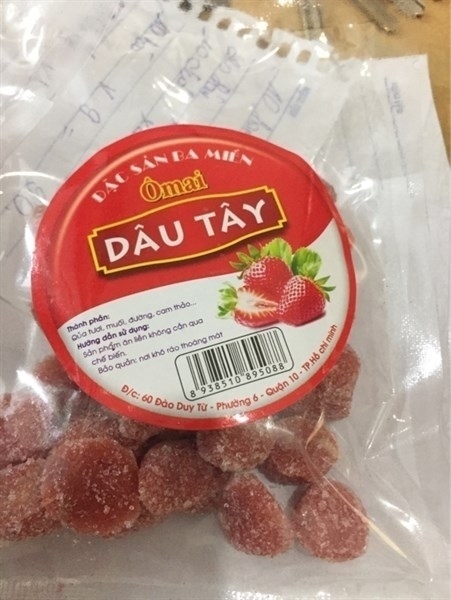 ĐẶC SẢN BA MIỀN
Ômai
DÂU TÂY
Thành phần:
Qủa tươi, muối, đường, cam thảo...
Hướng dẫn sử dụng:
Sản phẩm ăn liền không cần qua
chế biến.
Bảo quản: nơi khô ráo thoáng mát
8 938510 895088
Đ/c: 60 Đào Duy Từ - Phường 6 - Quận 10 - TP.Hồ chí minh